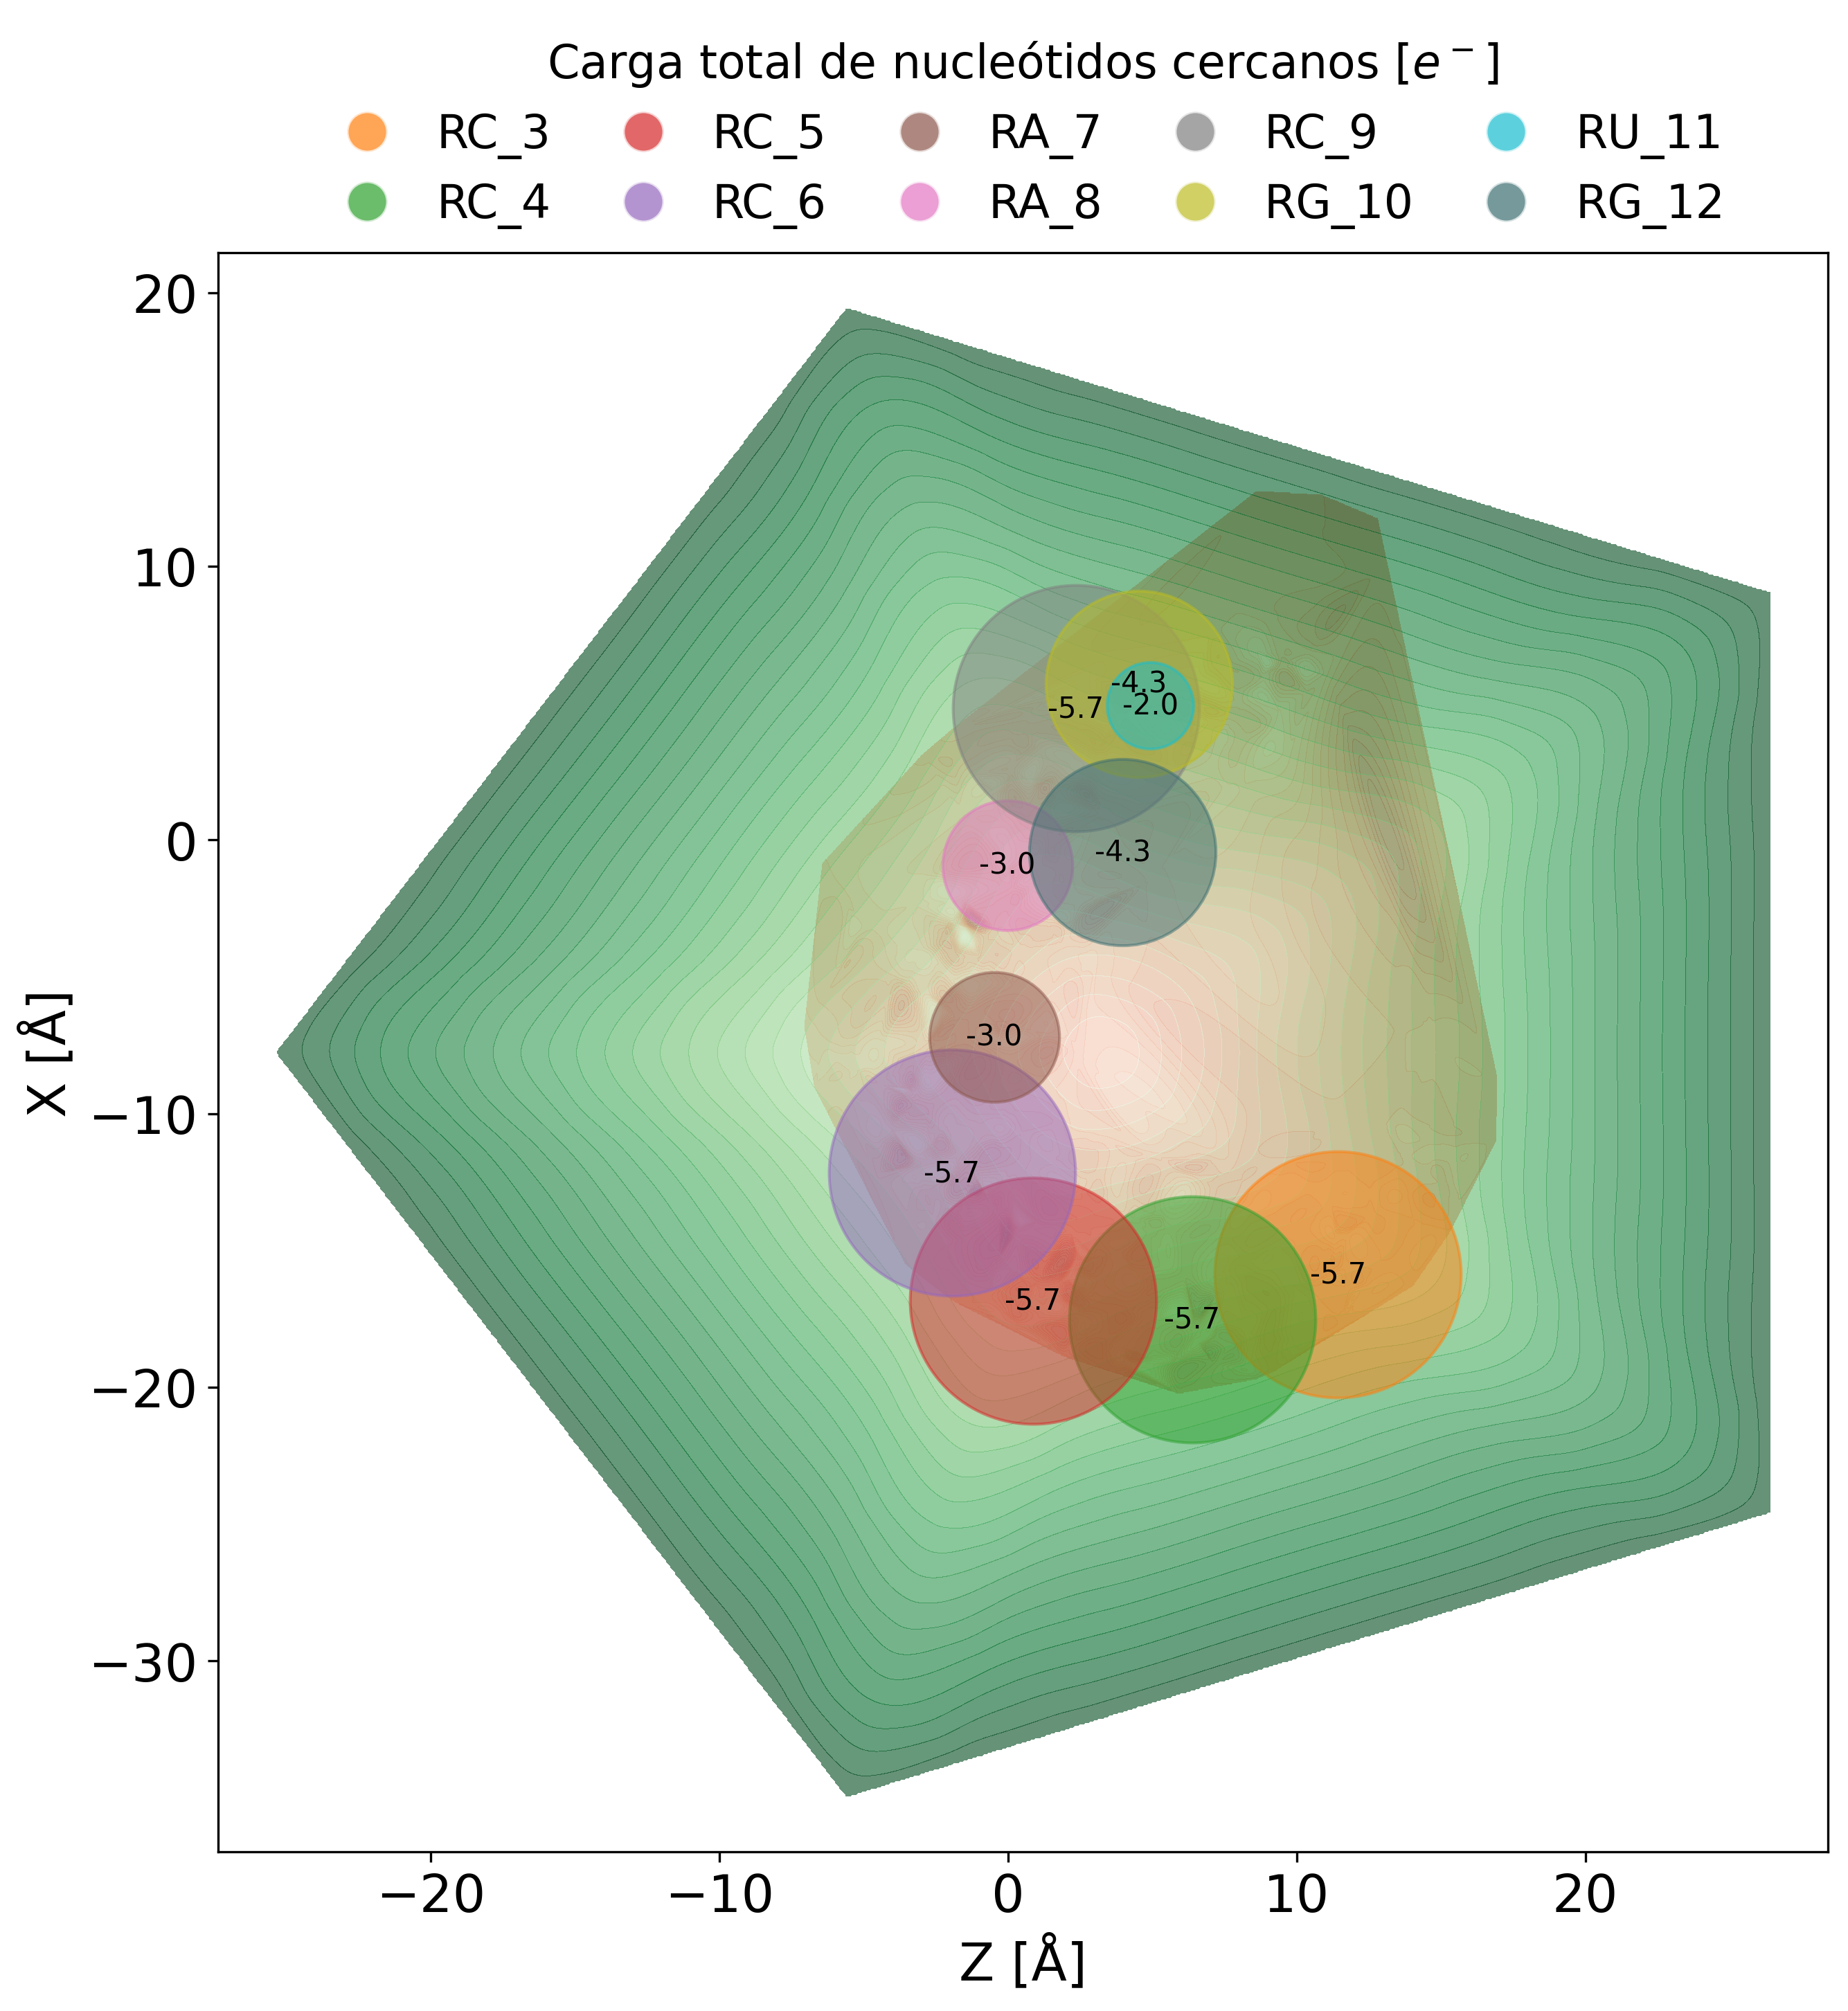 Carga total de nucleótidos cercanos [e⁻]
RC_3 RC_5 RA_7 RC_9 RU_11
RC_4 RC_6 RA_8 RG_10 RG_12
20
10
0
−10
−20
−30
X [Å]
-4.3
-5.7 -2.0
-3.0 -4.3
-3.0
-5.7
-5.7 -5.7 -5.7
−20 −10 0 10 20
Z [Å]